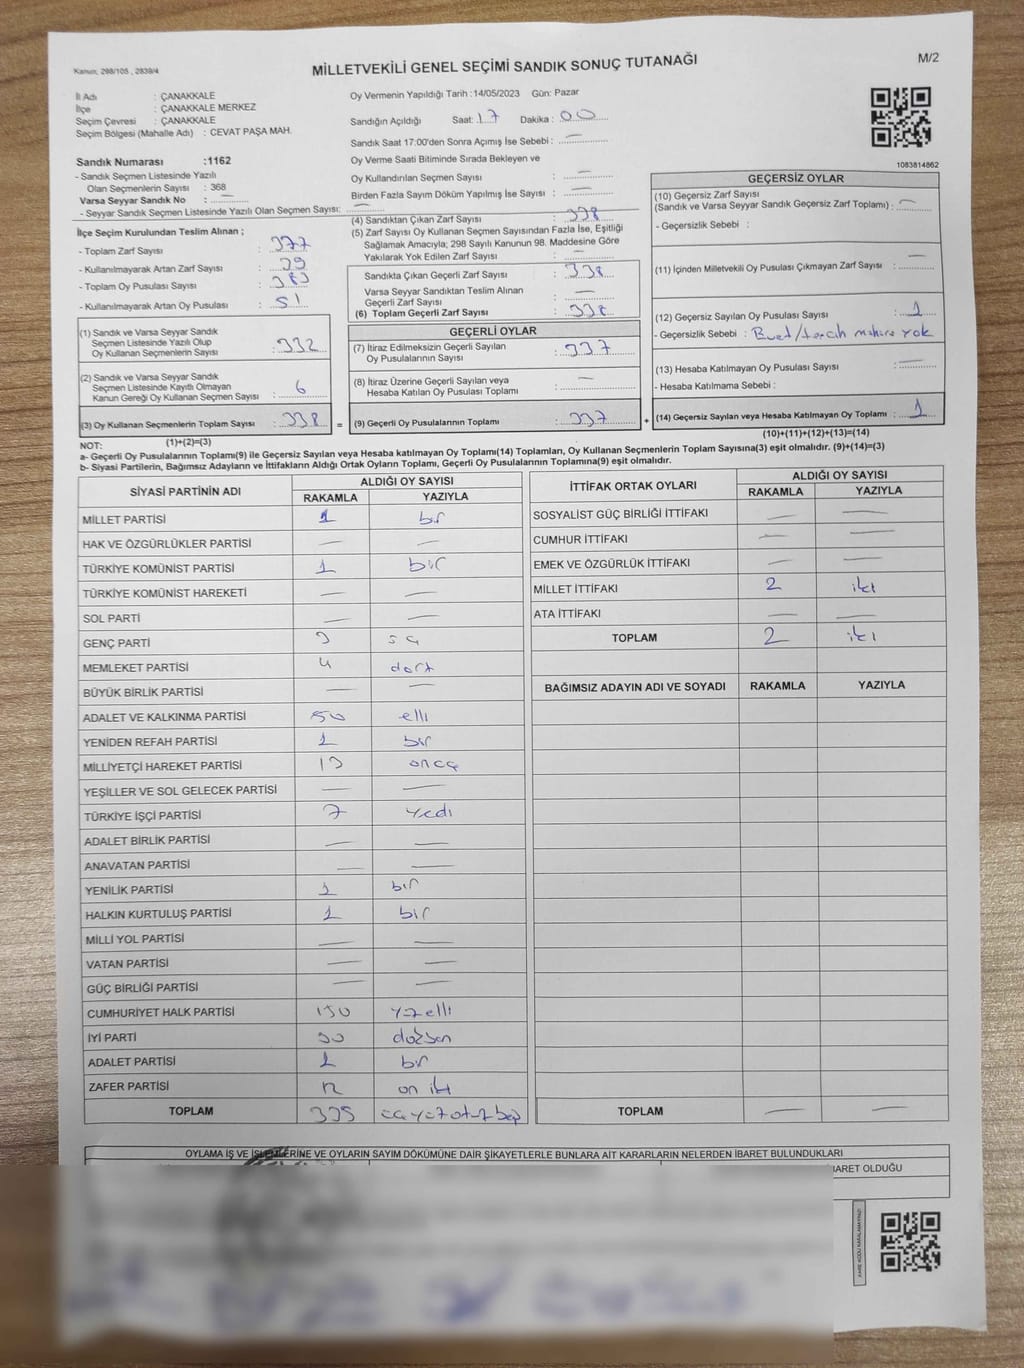 Kanun; 298/105 , 2839/4
MİLLETVEKİLİ GENEL SEÇİMİ SANDIK SONUÇ TUTANAĞI
M/2
İl Adı : ÇANAKKALE
İlçe : ÇANAKKALE MERKEZ
Seçim Çevresi : ÇANAKKALE
Seçim Bölgesi (Mahalle Adı) : CEVAT PAŞA MAH.
Sandık Numarası :1162
- Sandık Seçmen Listesinde Yazılı
Olan Seçmenlerin Sayısı : 368
Varsa Seyyar Sandık No :
- Seyyar Sandık Seçmen Listesinde Yazılı Olan Seçmen Sayısı: —
Oy Vermenin Yapıldığı Tarih :14/05/2023 Gün: Pazar
Sandığın Açıldığı Saat: 17 Dakika : 00
Sandık Saat 17:00'den Sonra Açımış İse Sebebi : —
Oy Verme Saati Bitiminde Sırada Bekleyen ve
Oy Kullandırılan Seçmen Sayısı : —
Birden Fazla Sayım Döküm Yapılmış İse Sayısı : —
1083814862
İlçe Seçim Kurulundan Teslim Alınan ;
- Toplam Zarf Sayısı : 377
- Kullanılmayarak Artan Zarf Sayısı : 39
- Toplam Oy Pusulası Sayısı : 389
- Kullanılmayarak Artan Oy Pusulası : 51
(1) Sandık ve Varsa Seyyar Sandık
Seçmen Listesinde Yazılı Olup
Oy Kullanan Seçmenlerin Sayısı : 332
(2) Sandık ve Varsa Seyyar Sandık
Seçmen Listesinde Kayıtlı Olmayan
Kanun Gereği Oy Kullanan Seçmen Sayısı : 6
(3) Oy Kullanan Seçmenlerin Toplam Sayısı : 338
(1)+(2)=(3)
(4) Sandıktan Çıkan Zarf Sayısı : 338
(5) Zarf Sayısı Oy Kullanan Seçmen Sayısından Fazla İse, Eşitliği
Sağlamak Amacıyla; 298 Sayılı Kanunun 98. Maddesine Göre
Yakılarak Yok Edilen Zarf Sayısı : —
Sandıkta Çıkan Geçerli Zarf Sayısı : 338
Varsa Seyyar Sandıktan Teslim Alınan
Geçerli Zarf Sayısı : —
(6) Toplam Geçerli Zarf Sayısı : 338
GEÇERLİ OYLAR
(7) İtiraz Edilmeksizin Geçerli Sayılan
Oy Pusulalarının Sayısı : 337
(8) İtiraz Üzerine Geçerli Sayılan veya
Hesaba Katılan Oy Pusulası Toplamı : —
= (9) Geçerli Oy Pusulalarının Toplamı : 337 +
GEÇERSİZ OYLAR
(10) Geçersiz Zarf Sayısı
(Sandık ve Varsa Seyyar Sandık Geçersiz Zarf Toplamı) : —
- Geçersizlik Sebebi :
(11) İçinden Milletvekili Oy Pusulası Çıkmayan Zarf Sayısı : —
(12) Geçersiz Sayılan Oy Pusulası Sayısı : 1
- Geçersizlik Sebebi : Evet/tercih mührü yok
(13) Hesaba Katılmayan Oy Pusulası Sayısı : —
- Hesaba Katılmama Sebebi :
(14) Geçersiz Sayılan veya Hesaba Katılmayan Oy Toplamı : 1
(10)+(11)+(12)+(13)=(14)
NOT:
a- Geçerli Oy Pusulasının Toplamı(9) ile Geçersiz Sayılan veya Hesaba katılmayan Oy Toplamı(14) Toplamları, Oy Kullanan Seçmenlerin Toplam Sayısına(3) eşit olmalıdır. (9)+(14)=(3)
b- Siyasi Partilerin, Bağımsız Adayların ve İttifakların Aldığı Ortak Oyların Toplamı, Geçerli Oy Pusulasının Toplamına(9) eşit olmalıdır.
SİYASİ PARTİNİN ADI ALDIĞI OY SAYISI
RAKAMLA YAZIYLA
MİLLET PARTİSİ 1 bir
HAK VE ÖZGÜRLÜKLER PARTİSİ — —
TÜRKİYE KOMÜNİST PARTİSİ 1 bir
TÜRKİYE KOMÜNİST HAREKETİ — —
SOL PARTİ — —
GENÇ PARTİ 3 üç
MEMLEKET PARTİSİ 4 dört
BÜYÜK BİRLİK PARTİSİ — —
ADALET VE KALKINMA PARTİSİ 50 elli
YENİDEN REFAH PARTİSİ 1 bir
MİLLİYETÇİ HAREKET PARTİSİ 13 onüç
YEŞİLLER VE SOL GELECEK PARTİSİ — —
TÜRKİYE İŞÇİ PARTİSİ 7 yedi
ADALET BİRLİK PARTİSİ — —
ANAVATAN PARTİSİ — —
YENİLİK PARTİSİ 1 bir
HALKIN KURTULUŞ PARTİSİ 1 bir
MİLLİ YOL PARTİSİ — —
VATAN PARTİSİ — —
GÜÇ BİRLİĞİ PARTİSİ — —
CUMHURİYET HALK PARTİSİ 150 yüzelli
İYİ PARTİ 90 doksan
ADALET PARTİSİ 1 bir
ZAFER PARTİSİ 12 on iki
TOPLAM 335 üçyüzotuzbeş
İTTİFAK ORTAK OYLARI ALDIĞI OY SAYISI
RAKAMLA YAZIYLA
SOSYALİST GÜÇ BİRLİĞİ İTTİFAKI — —
CUMHUR İTTİFAKI — —
EMEK VE ÖZGÜRLÜK İTTİFAKI — —
MİLLET İTTİFAKI 2 iki
ATA İTTİFAKI — —
TOPLAM 2 iki
BAĞIMSIZ ADAYIN ADI VE SOYADI RAKAMLA YAZIYLA
TOPLAM — —
OYLAMA İŞ VE İŞLEMLERİNE VE OYLARIN SAYIM DÖKÜMÜNE DAİR ŞİKAYETLERLE BUNLARA AİT KARARLARIN NELERDEN İBARET BULUNDUKLARI
İBARET OLDUĞU